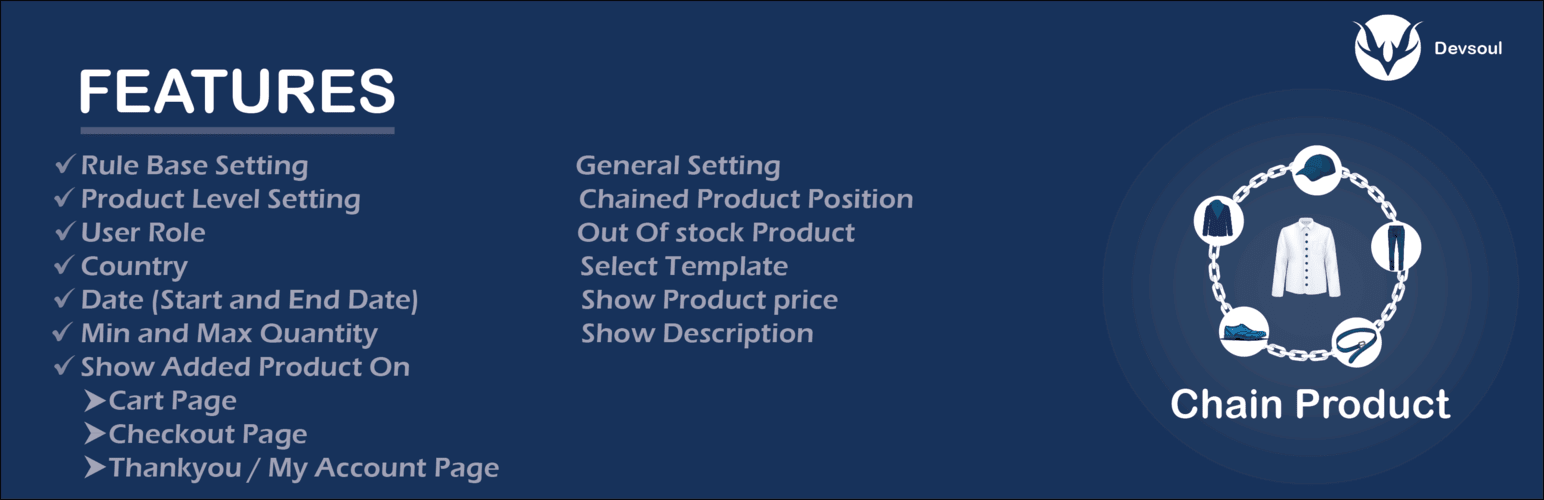 Devsoul
FEATURES
✓ Rule Base Setting
✓ Product Level Setting
✓ User Role
✓ Country
✓ Date (Start and End Date)
✓ Min and Max Quantity
✓ Show Added Product On
➤Cart Page
➤Checkout Page
➤Thankyou / My Account Page
General Setting
Chained Product Position
Out Of stock Product
Select Template
Show Product price
Show Description
Chain Product